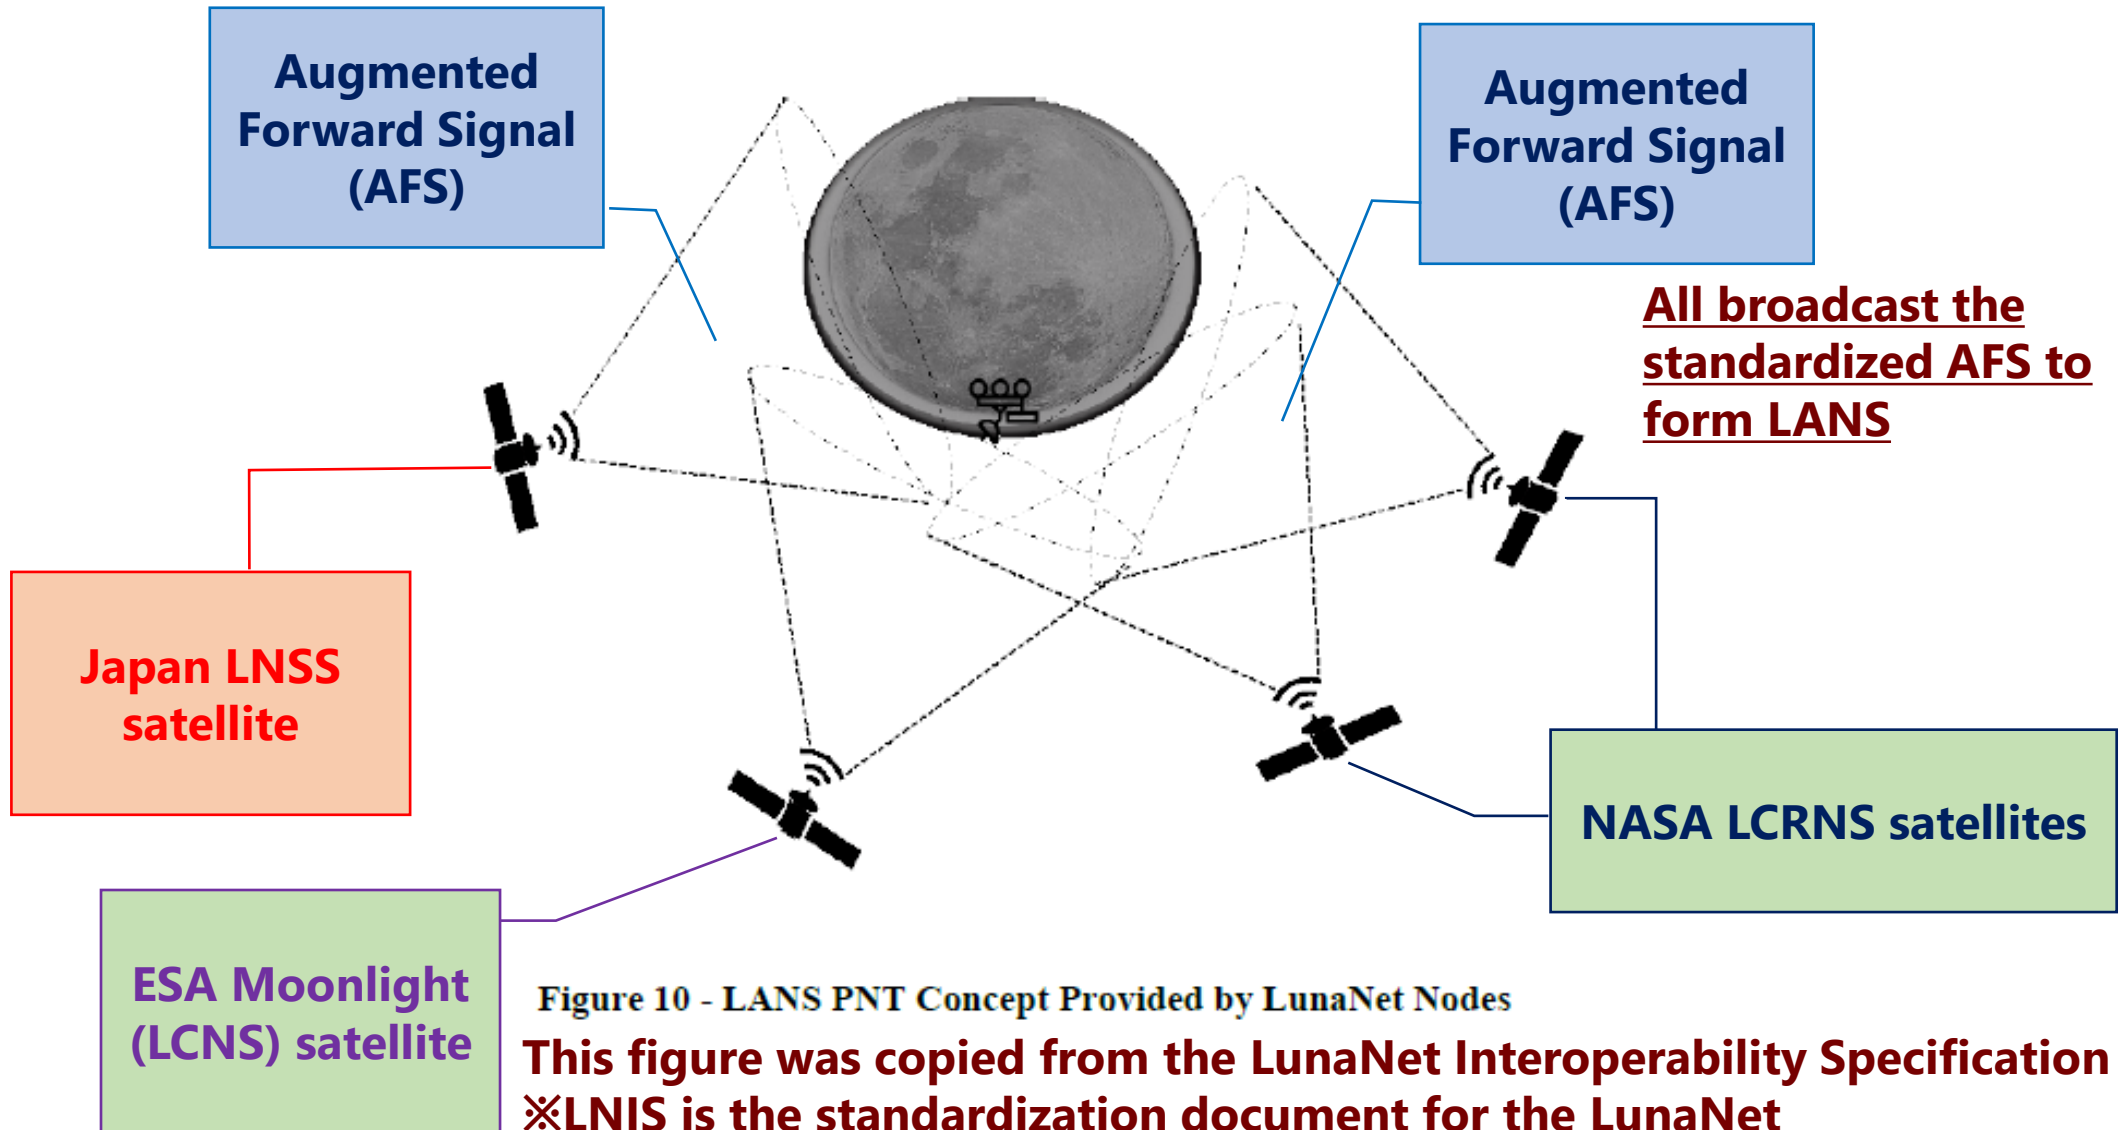 Augmented
Forward Signal
(AFS)
Augmented
Forward Signal
(AFS)
All broadcast the
standardized AFS to
form LANS
Japan LNSS
satellite
NASA LCRNS satellites
ESA Moonlight
(LCNS) satellite
Figure 10 - LANS PNT Concept Provided by LunaNet Nodes
This figure was copied from the LunaNet Interoperability Specification
※LNIS is the standardization document for the LunaNet